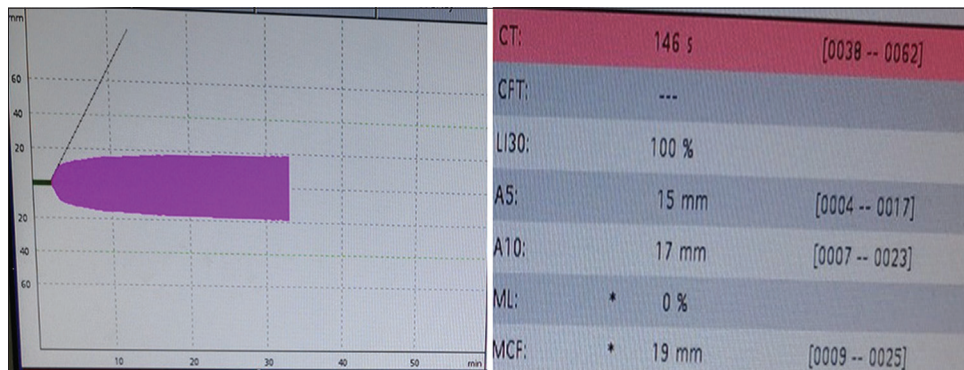 mm
60
40
20
20
40
60
10 20 30 40 50 min
CT: 146 s [0038 -- 0062]
CFT: ---
LI30: 100 %
A5: 15 mm [0004 -- 0017]
A10: 17 mm [0007 -- 0023]
ML: * 0 %
MCF: * 19 mm [0009 -- 0025]